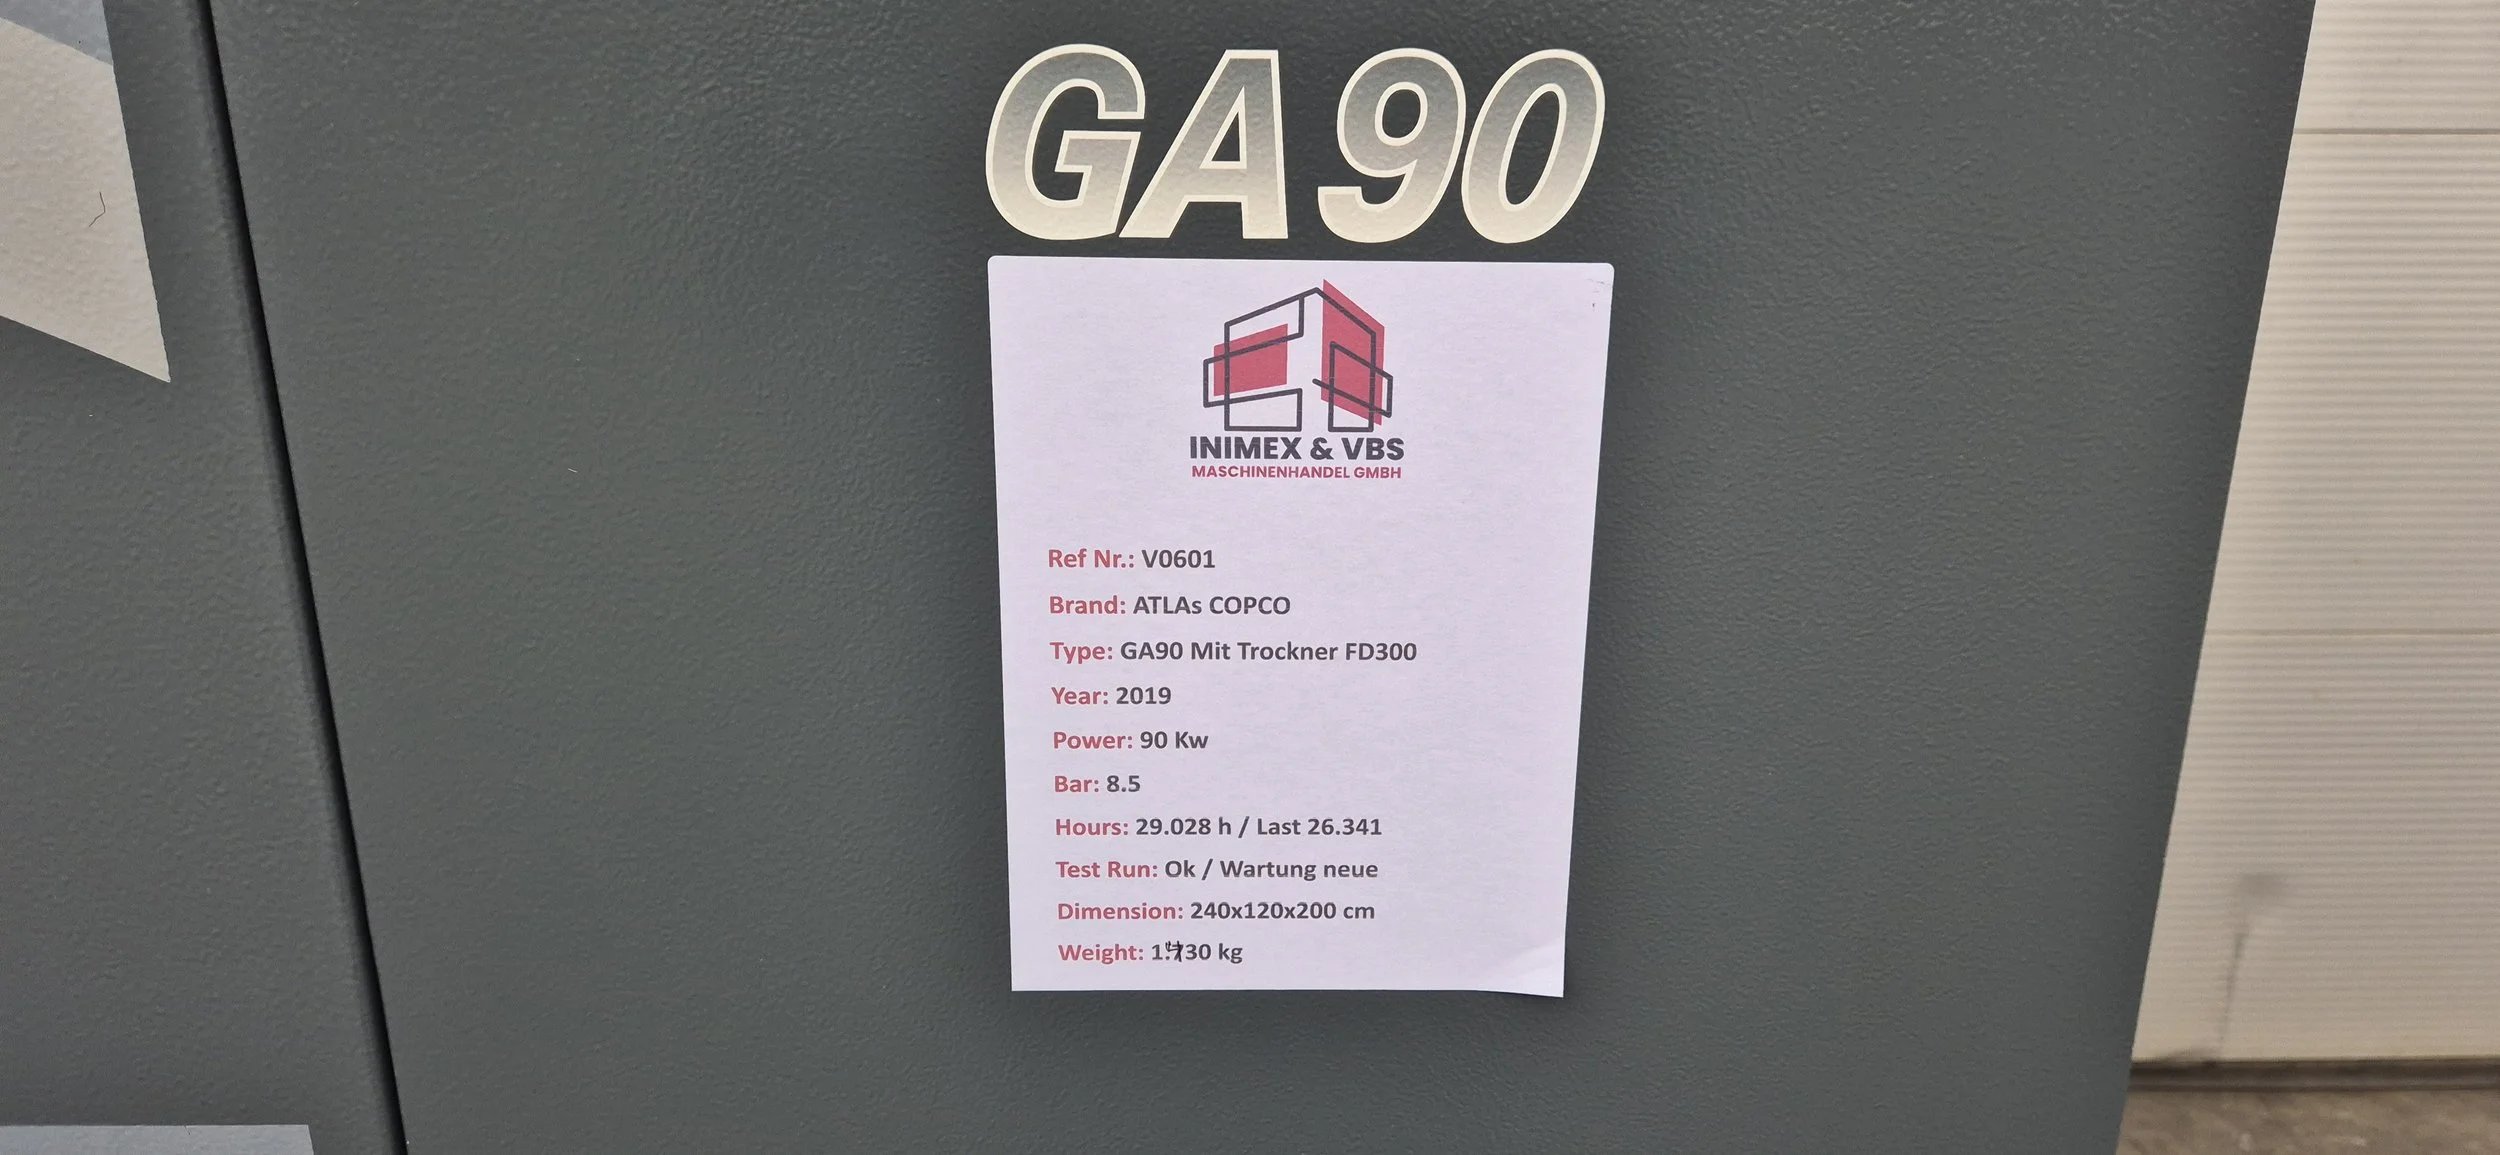 GA90
INIMEX & VBS
MASCHINENHANDEL GMBH
Ref Nr.: V0601
Brand: ATLAs COPCO
Type: GA90 Mit Trockner FD300
Year: 2019
Power: 90 Kw
Bar: 8.5
Hours: 29.028 h / Last 26.341
Test Run: Ok / Wartung neue
Dimension: 240x120x200 cm
Weight: kg